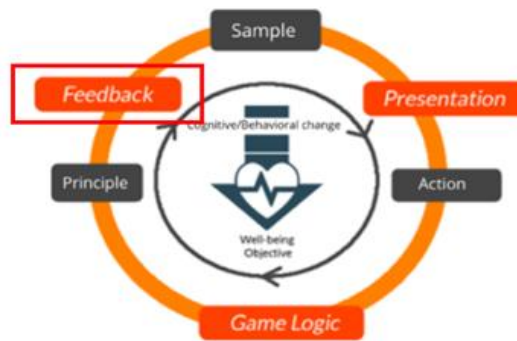 Sample
Feedback
Presentation
Cognitive/Behavioral change
Principle
Action
Well-being
Objective
Game Logic